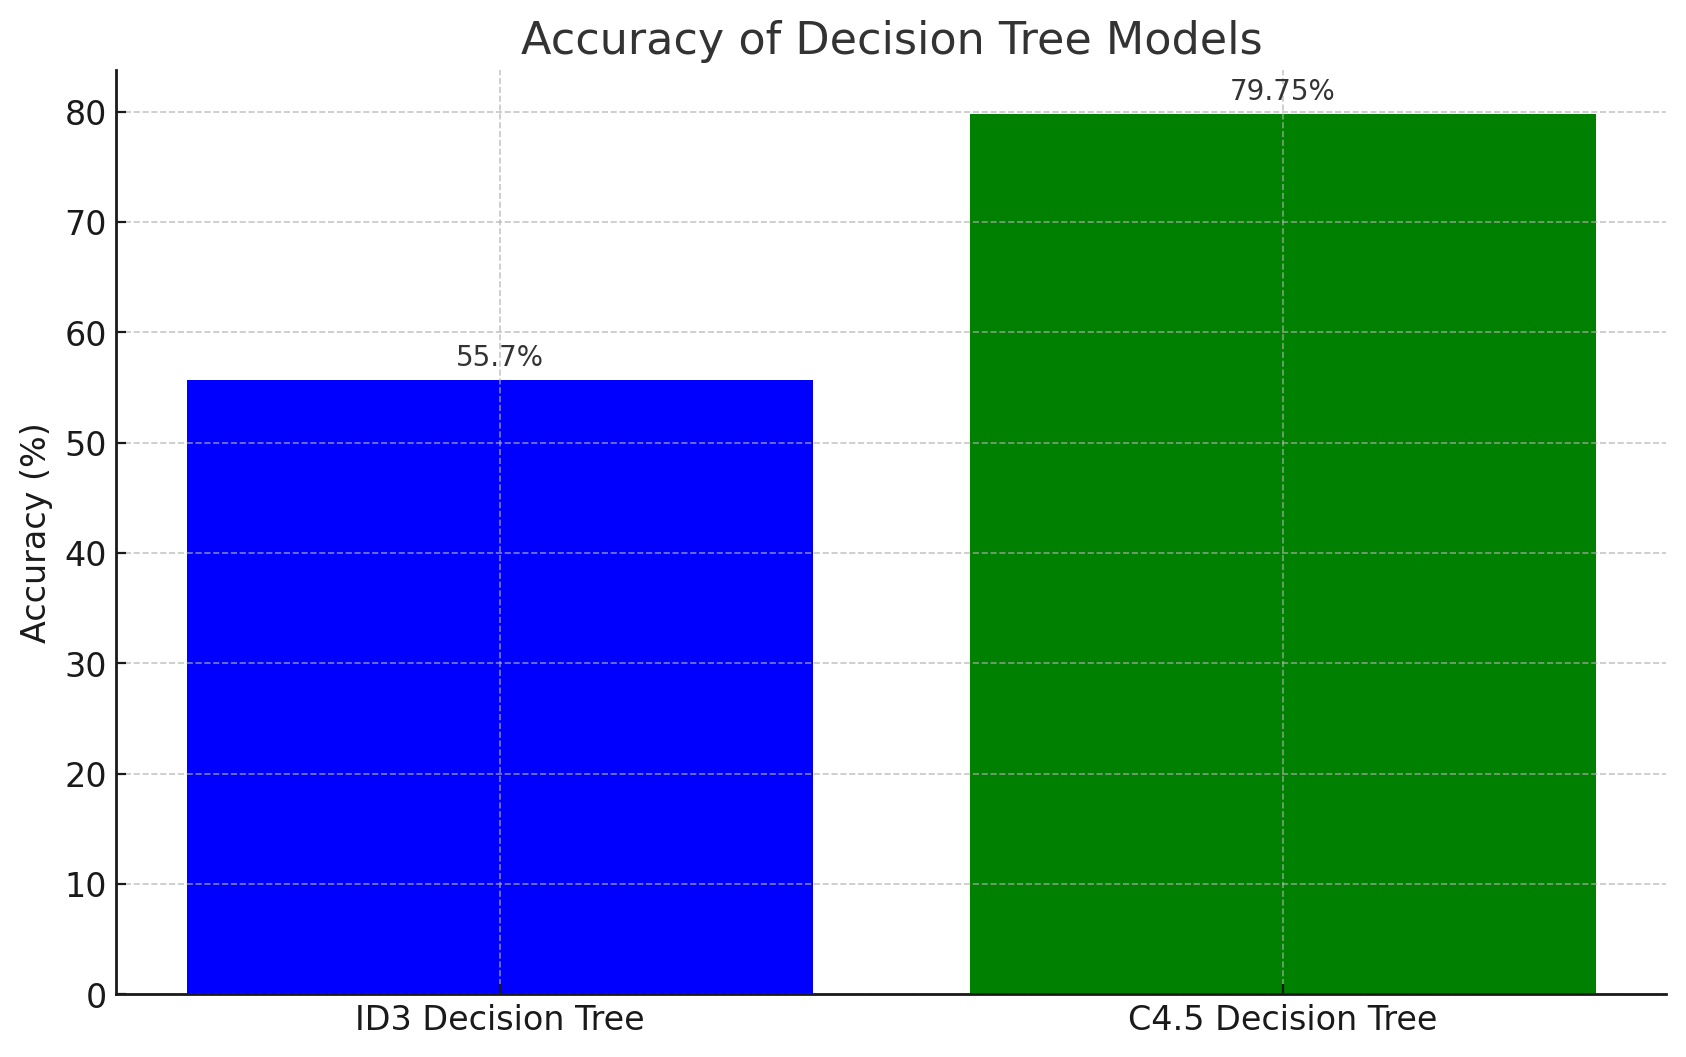 Accuracy of Decision Tree Models
79.75%
80
70
60
55.7%
50
Accuracy (%)
40
30
20
10
0
ID3 Decision Tree
C4.5 Decision Tree